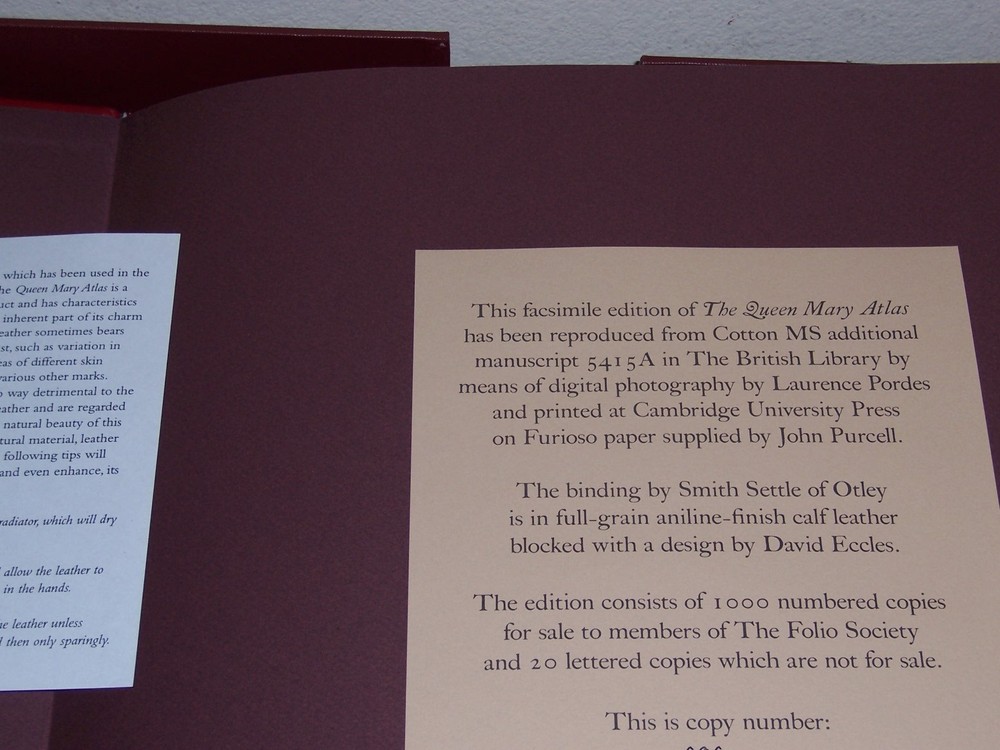 which has been used in the
Queen Mary Atlas is a
and has characteristics
inherent part of its charm
sometimes bears
such as variation in
of different skin
various other marks.
way detrimental to the
and are regarded
natural beauty of this
material, leather
following tips will
and even enhance, its
radiator, which will dry
allow the leather to
in the hands.
leather unless
then only sparingly.
This facsimile edition of The Queen Mary Atlas
has been reproduced from Cotton MS additional
manuscript 5415A in The British Library by
means of digital photography by Laurence Pordes
and printed at Cambridge University Press
on Furioso paper supplied by John Purcell.
The binding by Smith Settle of Otley
is in full-grain aniline-finish calf leather
blocked with a design by David Eccles.
The edition consists of 1000 numbered copies
for sale to members of The Folio Society
and 20 lettered copies which are not for sale.
This is copy number: